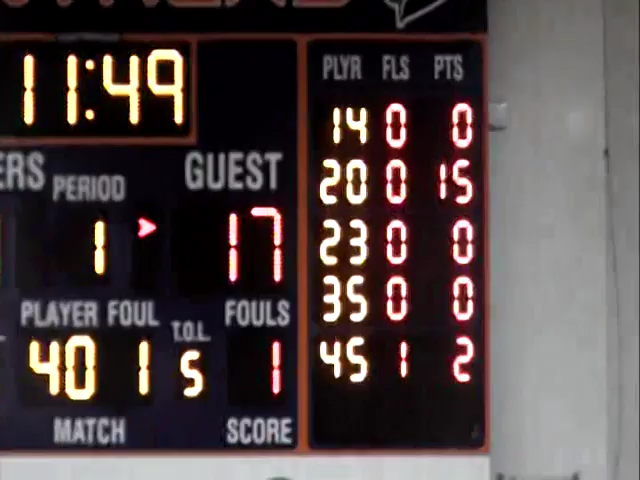 11:49
PLYR FLS PTS
14 0 0
20 0 15
23 0 0
35 0 0
45 1 2
PERIOD GUEST
1 17
PLAYER FOUL T.O.L. FOULS
40 1 5 1
MATCH SCORE